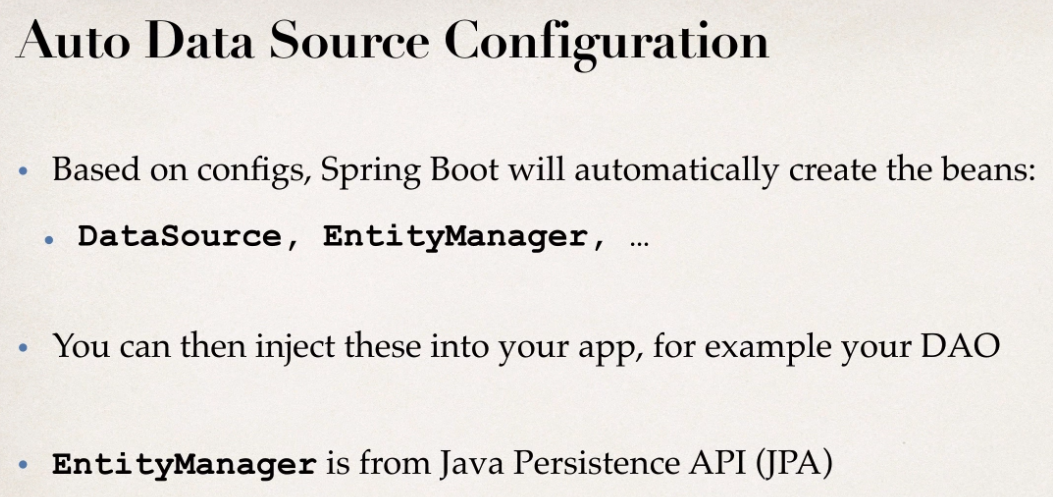 Auto Data Source Configuration
• Based on configs, Spring Boot will automatically create the beans:
• DataSource, EntityManager, …
• You can then inject these into your app, for example your DAO
• EntityManager is from Java Persistence API (JPA)